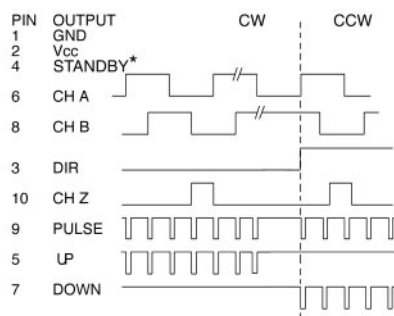 PIN OUTPUT CW CCW
1 GND
2 Vcc
4 STANDBY*
6 CH A
8 CH B
3 DIR
10 CH Z
9 PULSE
5 UP
7 DOWN